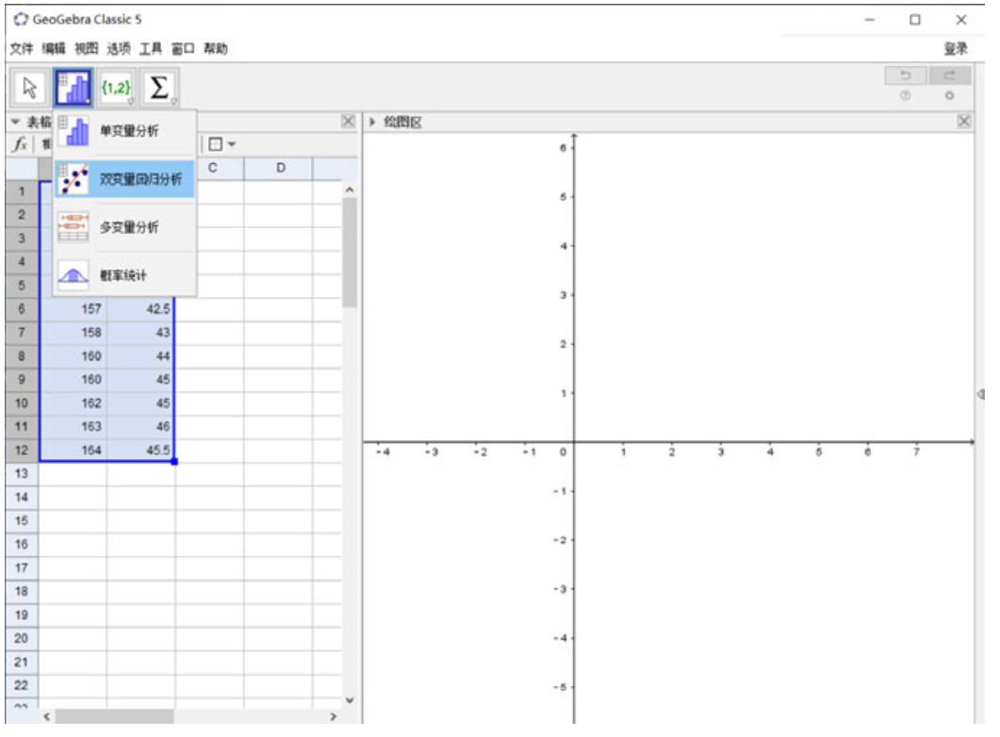 GeoGebra Classic 5
文件 编辑 视图 选项 工具 窗口 帮助 登录
{1,2} Σ
表格
绘图区
fx
单变量分析
双变量回归分析
多变量分析
概率统计
C D
1
2
3
4
5
6 157 42.5
7 158 43
8 160 44
9 160 45
10 162 45
11 163 46
12 164 45.5
13
14
15
16
17
18
19
20
21
22
6
5
4
3
2
1
-4 -3 -2 -1 0 1 2 3 4 5 6 7
-1
-2
-3
-4
-5